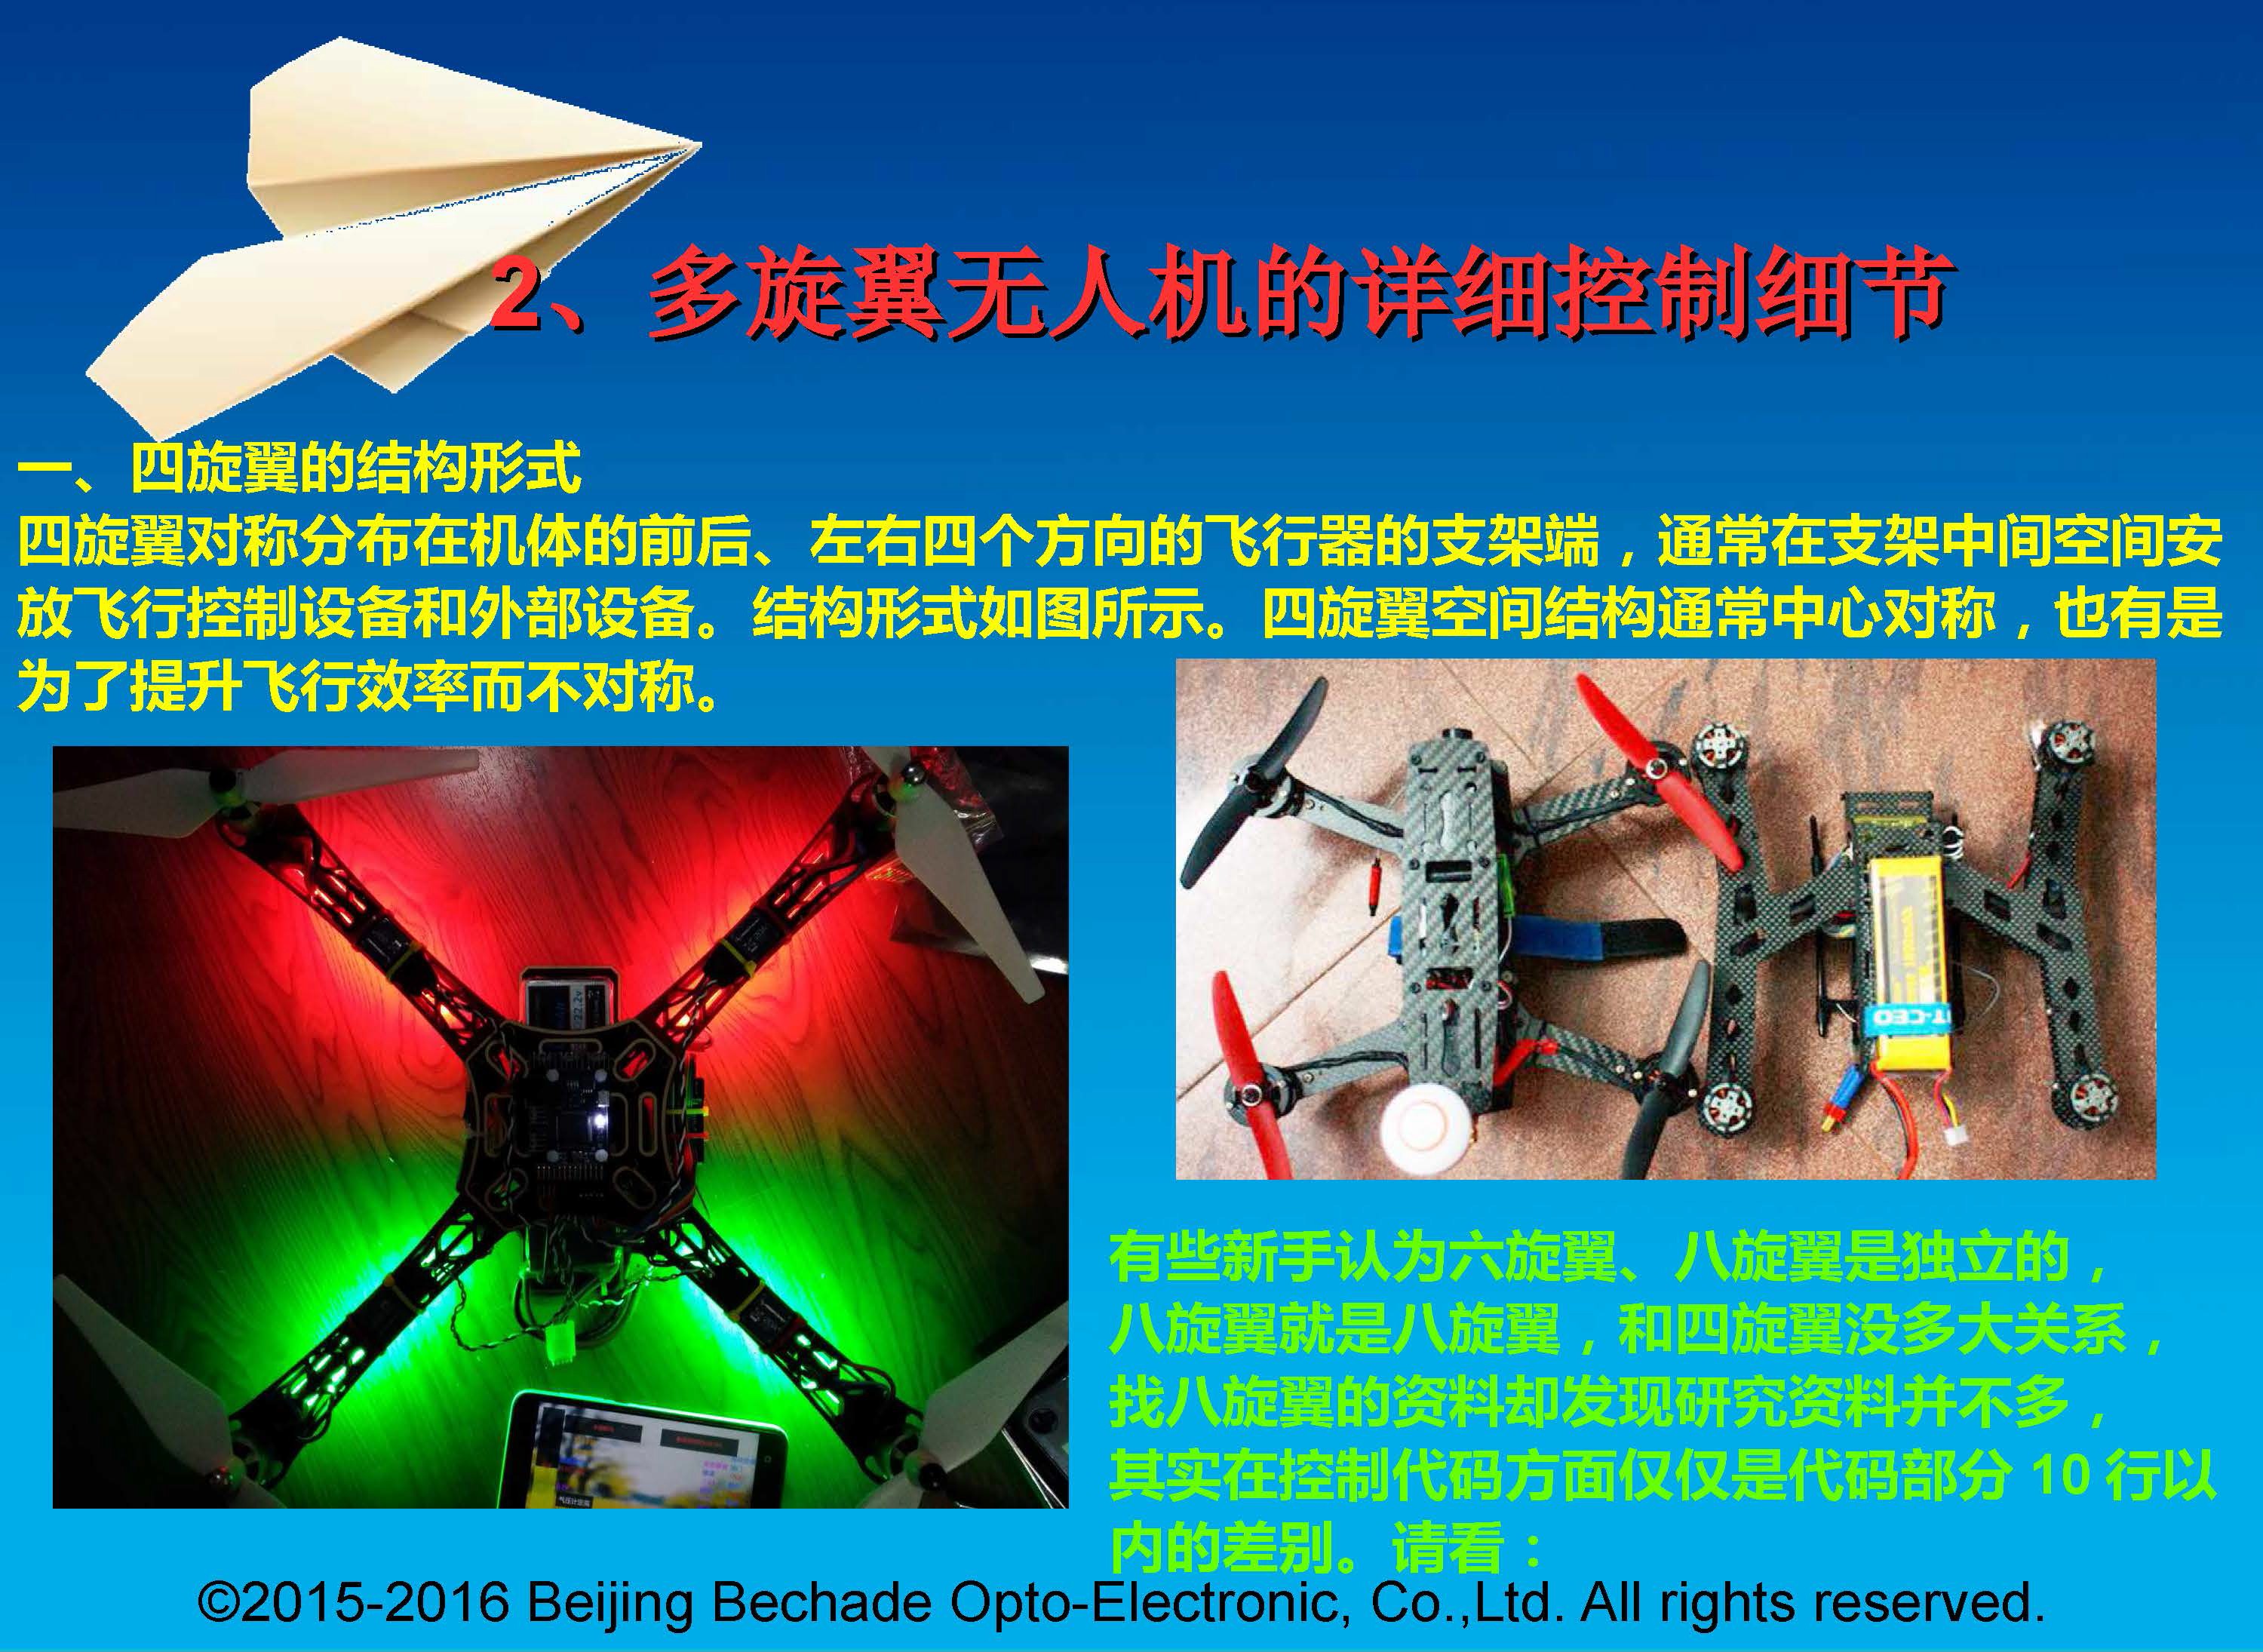 2、多旋翼无人机的详细控制细节
一、四旋翼的结构形式
四旋翼对称分布在机体的前后、左右四个方向的飞行器的支架端，通常在支架中间空间安
放飞行控制设备和外部设备。结构形式如图所示。四旋翼空间结构通常中心对称，也有是
为了提升飞行效率而不对称。
22.2v
T-CEO
气压计定高
有些新手认为六旋翼、八旋翼是独立的，
八旋翼就是八旋翼，和四旋翼没多大关系，
找八旋翼的资料却发现研究资料并不多，
其实在控制代码方面仅仅是代码部分 10 行以
内的差别。请看：
©2015-2016 Beijing Bechade Opto-Electronic, Co.,Ltd. All rights reserved.